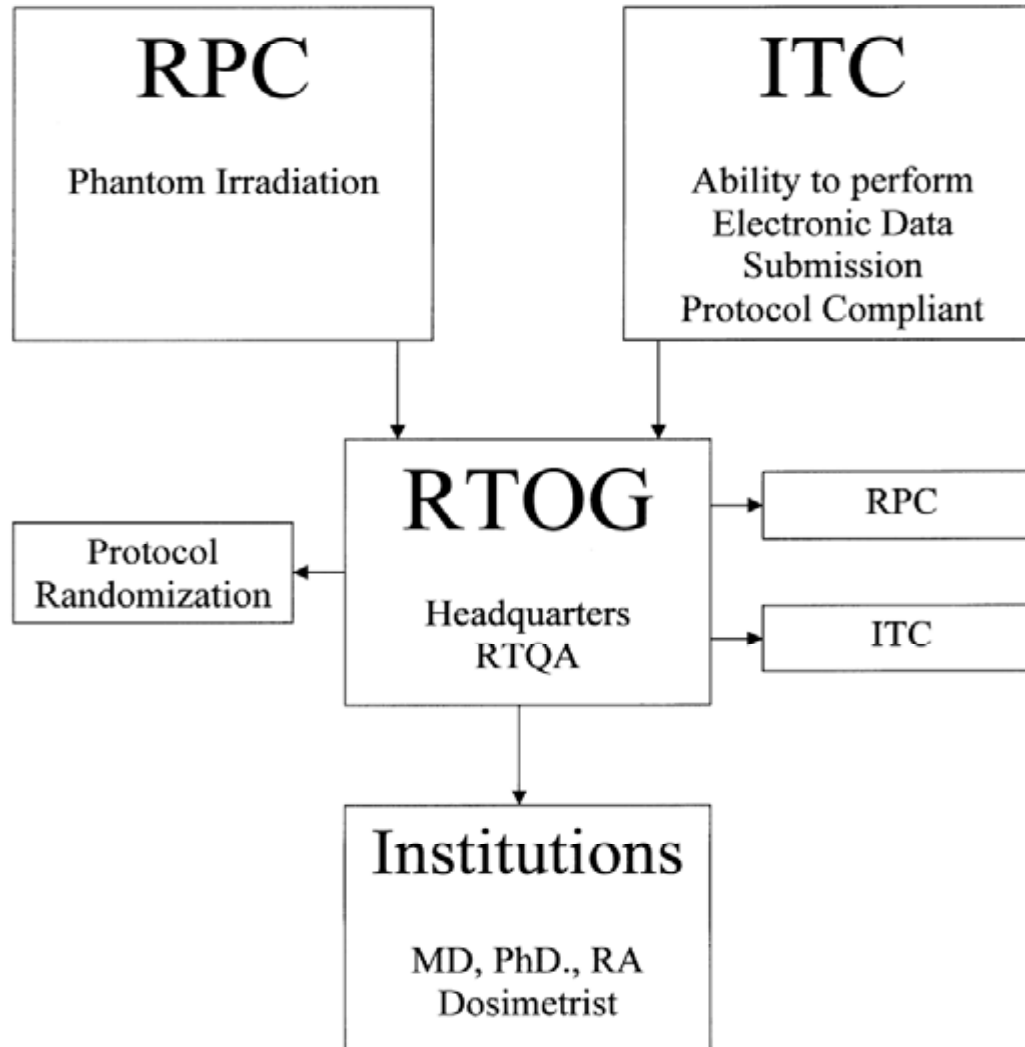 RPC
Phantom Irradiation
ITC
Ability to perform
Electronic Data
Submission
Protocol Compliant
RTOG
Headquarters
RTQA
Protocol
Randomization
RPC
ITC
Institutions
MD, PhD., RA
Dosimetrist